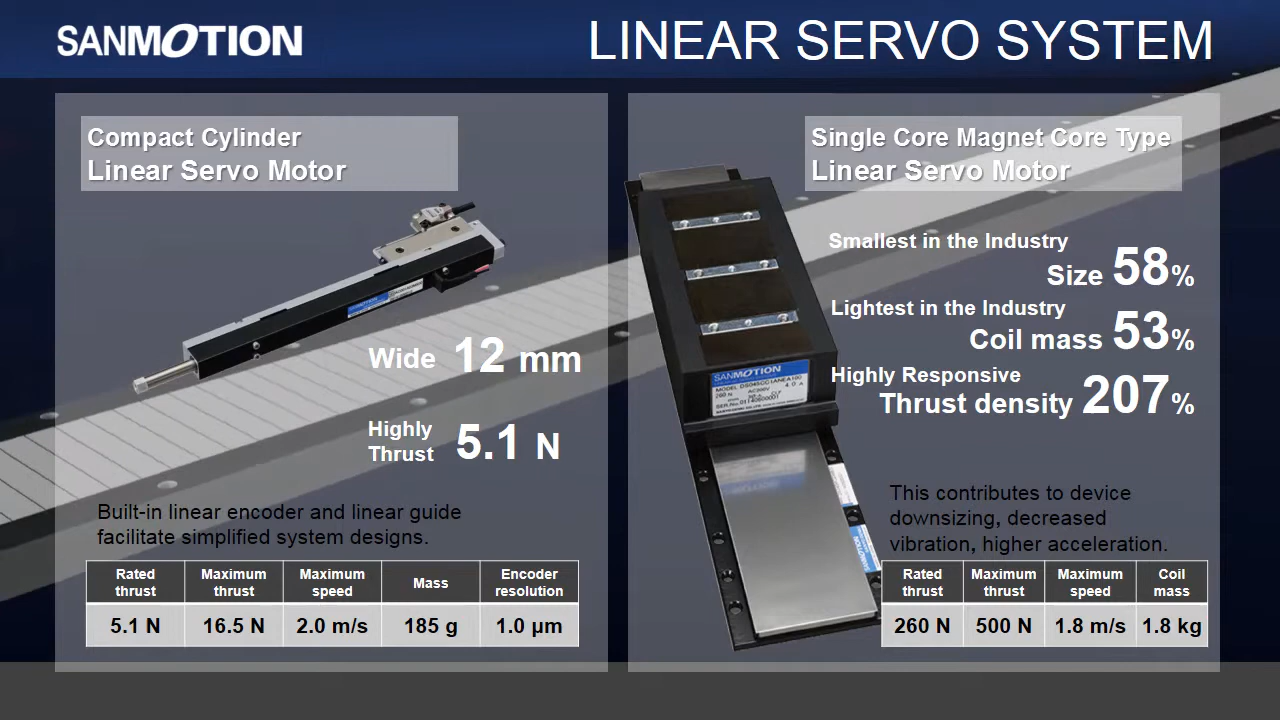 SANMOTION
LINEAR SERVO SYSTEM
Compact Cylinder
Linear Servo Motor
Wide 12 mm
Highly
Thrust 5.1 N
Built-in linear encoder and linear guide
facilitate simplified system designs.
Rated thrust Maximum thrust Maximum speed Mass Encoder resolution
5.1 N 16.5 N 2.0 m/s 185 g 1.0 μm
Single Core Magnet Core Type
Linear Servo Motor
Smallest in the Industry
Size 58%
Lightest in the Industry
Coil mass 53%
Highly Responsive
Thrust density 207%
SANMOTION
260 N
4.0 A
This contributes to device
downsizing, decreased
vibration, higher acceleration.
Rated thrust Maximum thrust Maximum speed Coil mass
260 N 500 N 1.8 m/s 1.8 kg